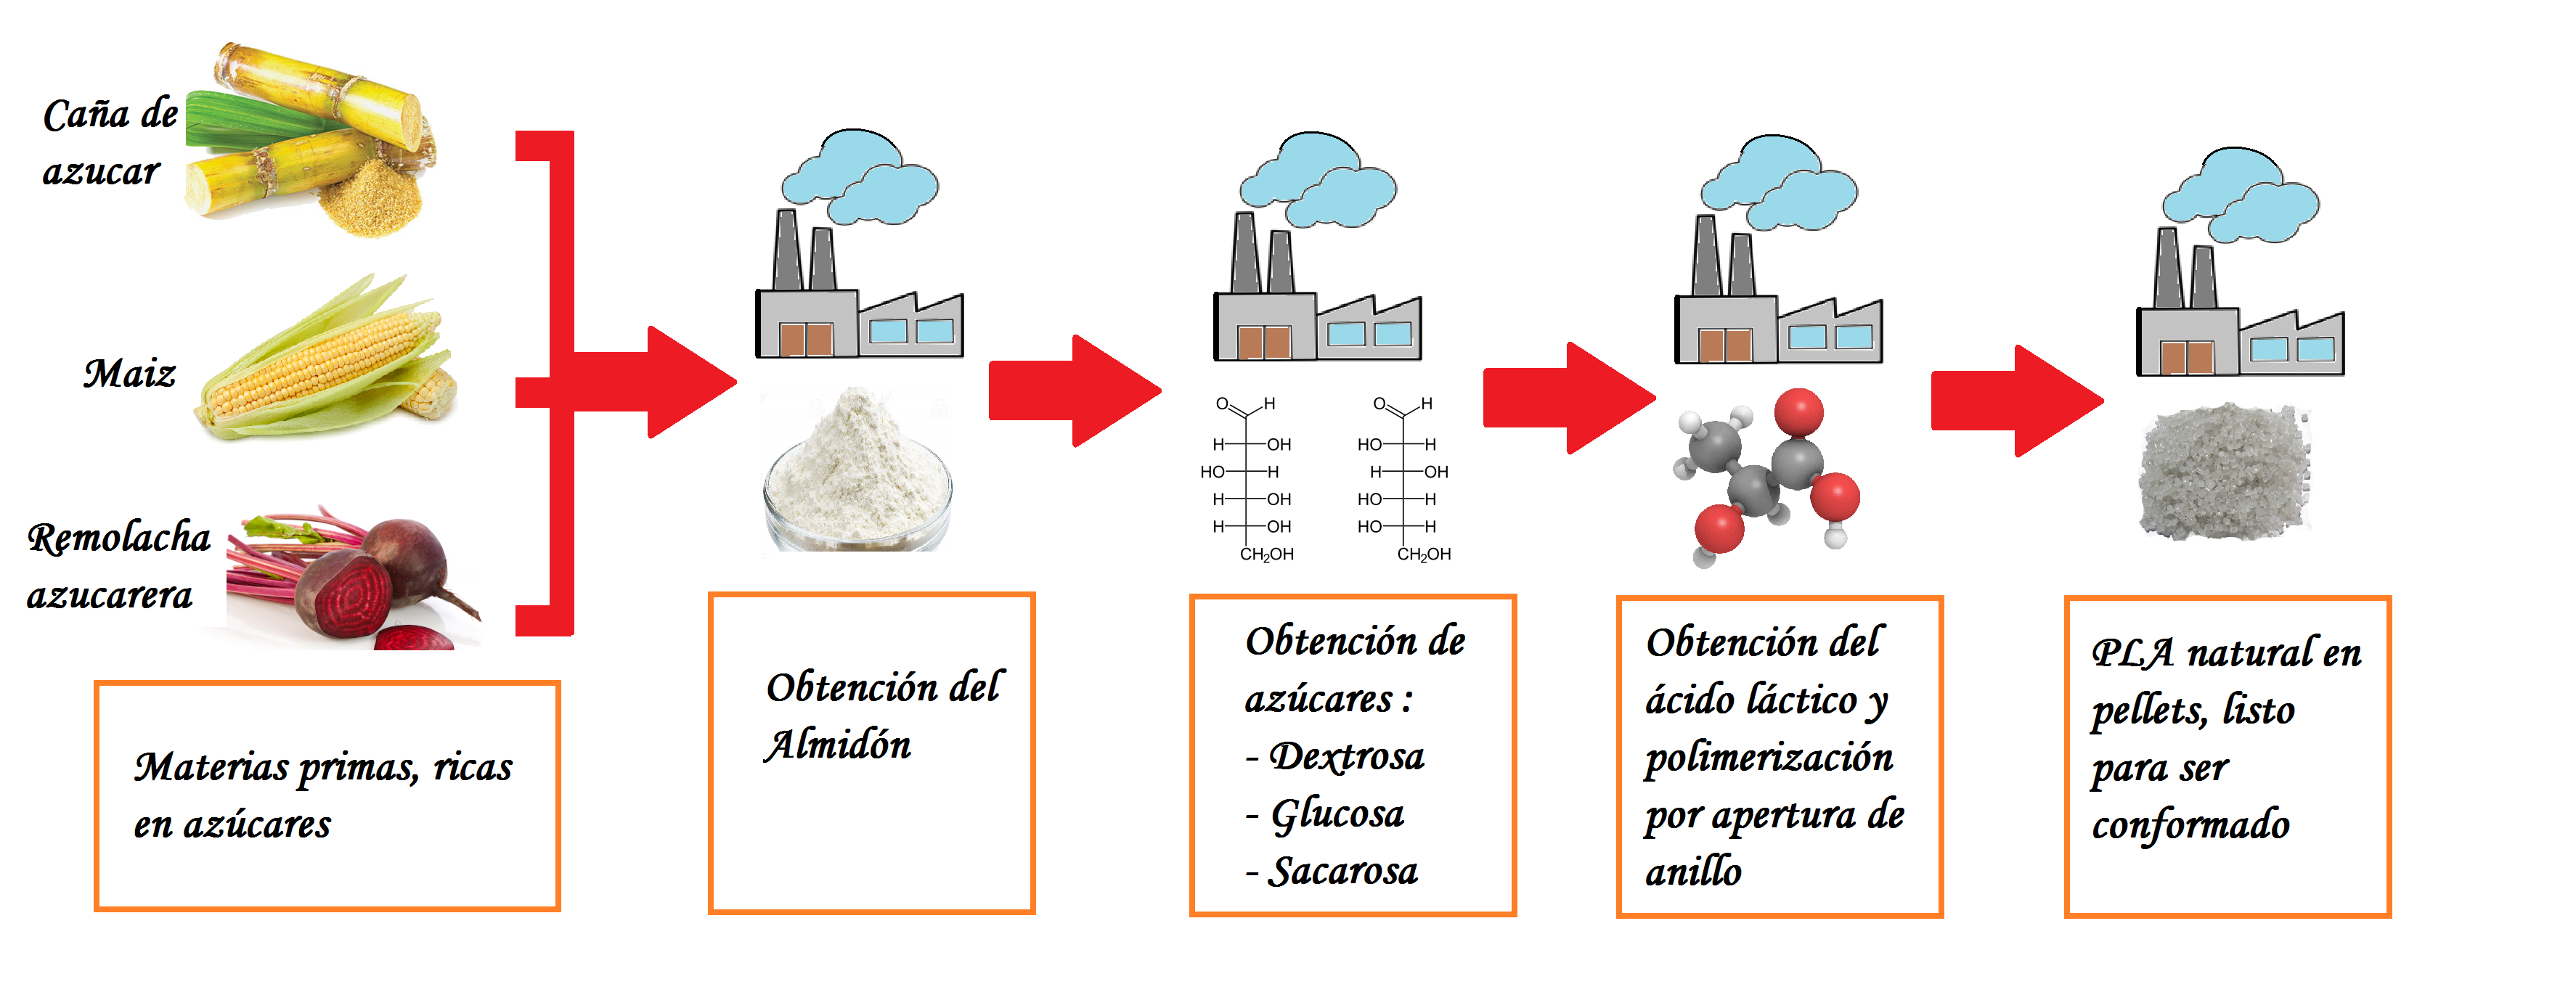 Caña de
azucar
Maiz
Remolacha
azucarera
Materias primas, ricas
en azúcares
Obtención del
Almidón
O H
H OH
HO H
H OH
H OH
CH₂OH
O H
HO H
H OH
HO H
HO H
CH₂OH
Obtención de
azúcares :
- Dextrosa
- Glucosa
- Sacarosa
Obtención del
ácido láctico y
polimerización
por apertura de
anillo
PLA natural en
pellets, listo
para ser
conformado